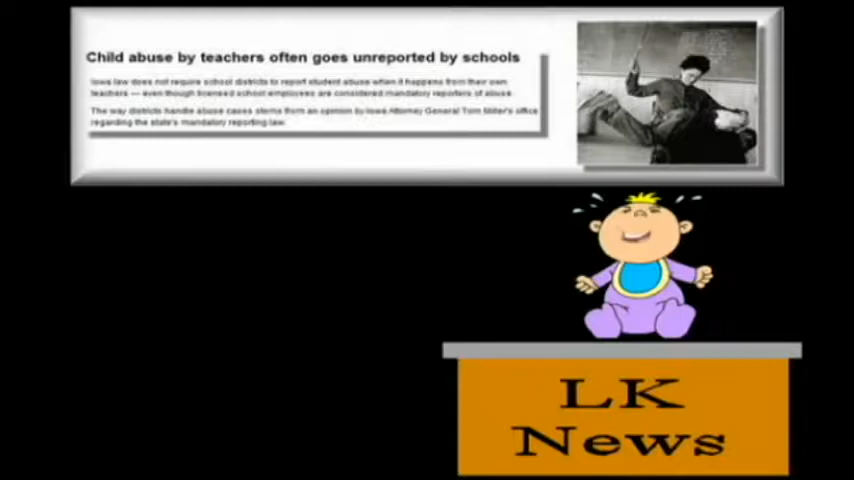 Child abuse by teachers often goes unreported by schools
Iowa law does not require school districts to report student abuse when it happens from their own
teachers — even though licensed school employees are considered mandatory reporters of abuse.
The way districts handle abuse cases stems from an opinion by Iowa Attorney General Tom Miller's office
regarding the state's mandatory reporting law.
LK
News